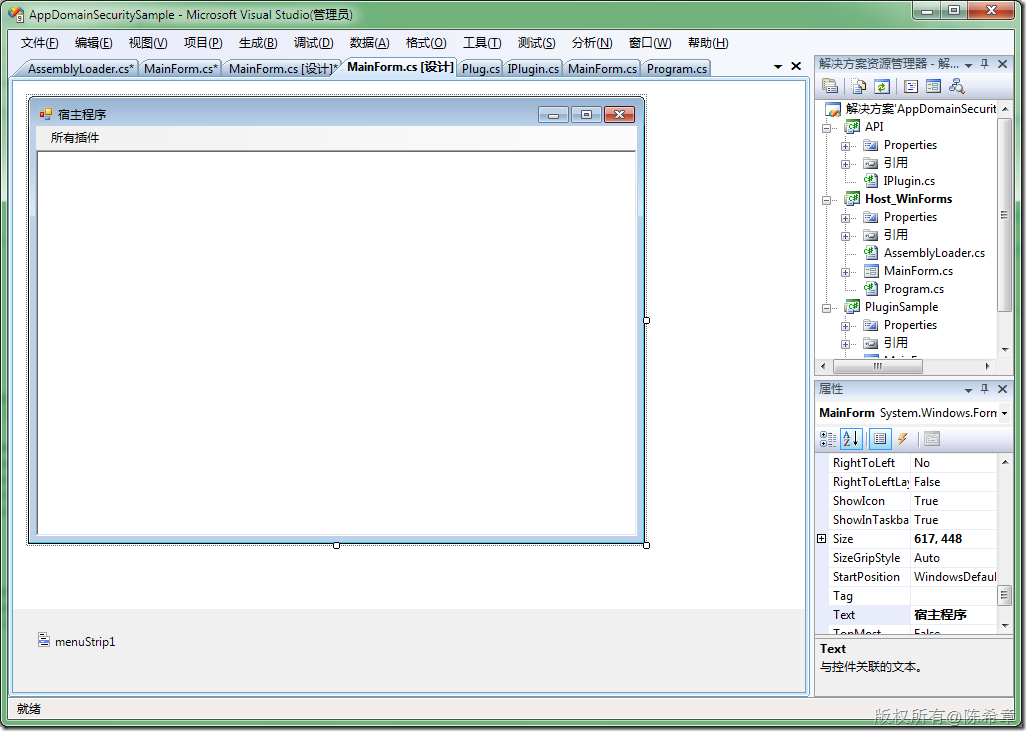 AppDomainSecuritySample - Microsoft Visual Studio(管理员)
文件(F) 编辑(E) 视图(V) 项目(P) 生成(B) 调试(D) 数据(A) 格式(O) 工具(T) 测试(S) 分析(N) 窗口(W) 帮助(H)
AssemblyLoader.cs* MainForm.cs* MainForm.cs [设计]* MainForm.cs [设计] Plug.cs IPlugin.cs MainForm.cs Program.cs
宿主程序
所有插件
menuStrip1
解决方案资源管理器 - 解...
解决方案'AppDomainSecurit
API
Properties
引用
IPlugin.cs
Host_WinForms
Properties
引用
AssemblyLoader.cs
MainForm.cs
Program.cs
PluginSample
Properties
引用
属性
MainForm System.Windows.Form
RightToLeft No
RightToLeftLay False
ShowIcon True
ShowInTaskba True
Size 617, 448
SizeGripStyle Auto
StartPosition WindowsDefaul
Tag
Text 宿主程序
TopMost False
Text
与控件关联的文本。
就绪
版权所有@陈希章